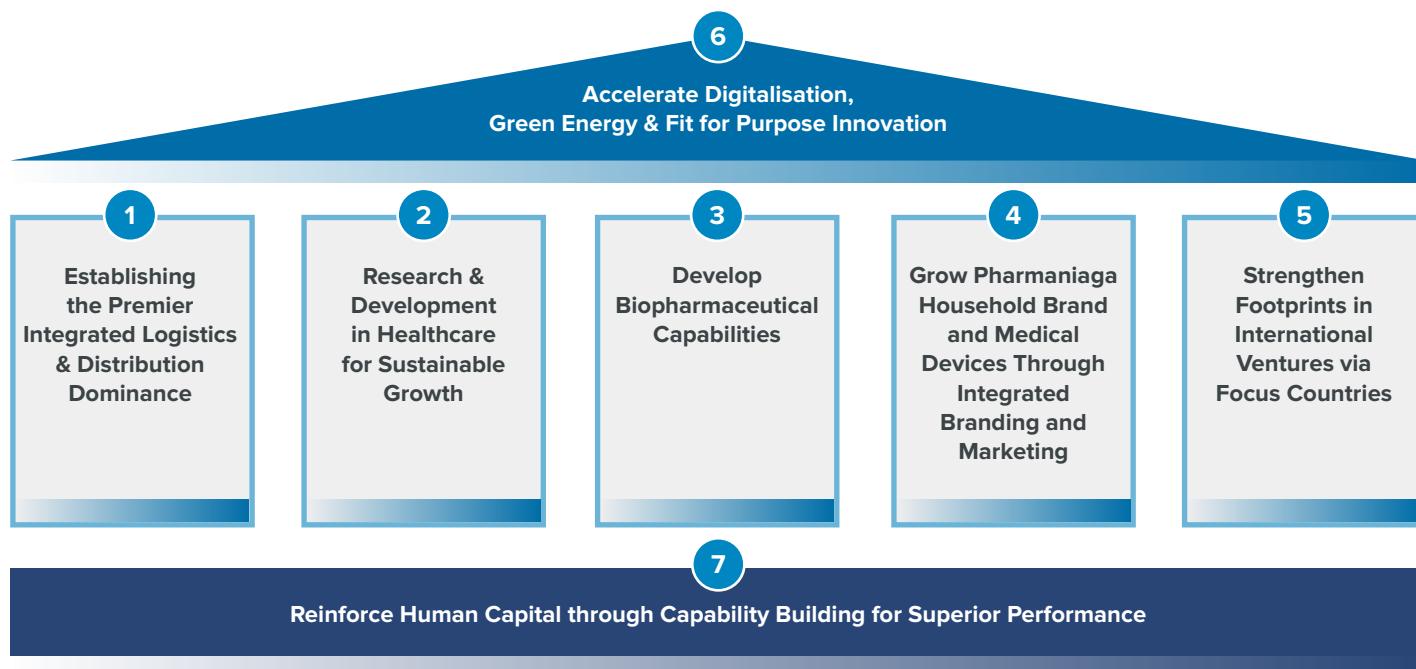 6
Accelerate Digitalisation,
Green Energy & Fit for Purpose Innovation
1
Establishing
the Premier
Integrated Logistics
& Distribution
Dominance
2
Research &
Development
in Healthcare
for Sustainable
Growth
3
Develop
Biopharmaceutical
Capabilities
4
Grow Pharmaniaga
Household Brand
and Medical
Devices Through
Integrated
Branding and
Marketing
5
Strengthen
Footprints in
International
Ventures via
Focus Countries
7
Reinforce Human Capital through Capability Building for Superior Performance